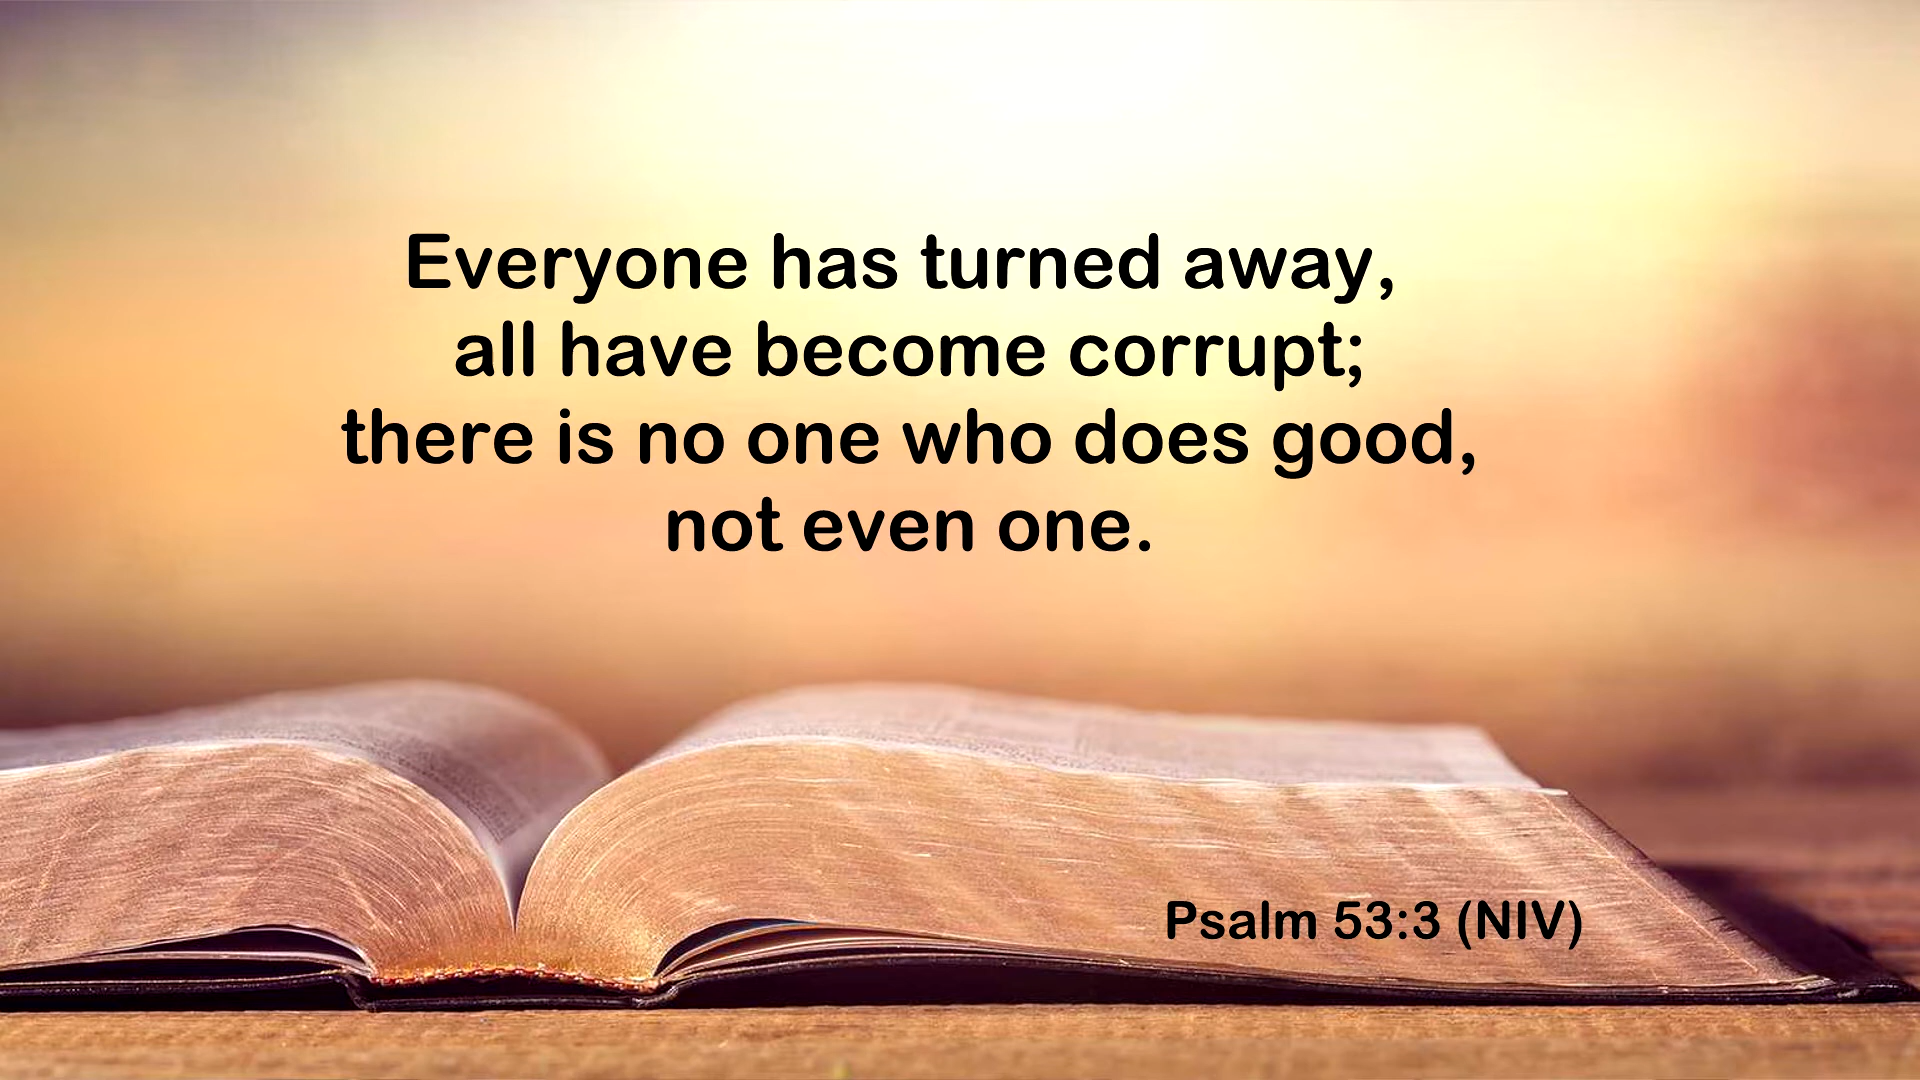 Everyone has turned away,
all have become corrupt;
there is no one who does good,
not even one.
Psalm 53:3 (NIV)